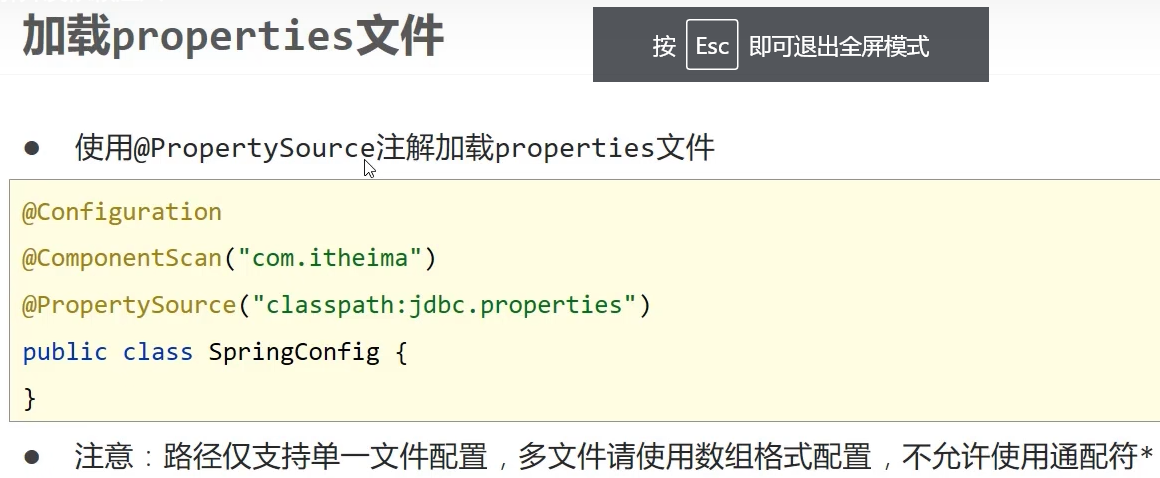 加载properties文件
按 Esc 即可退出全屏模式
● 使用@PropertySource注解加载properties文件
@Configuration
@ComponentScan("com.itheima")
@PropertySource("classpath:jdbc.properties")
public class SpringConfig {
}
● 注意：路径仅支持单一文件配置，多文件请使用数组格式配置，不允许使用通配符*